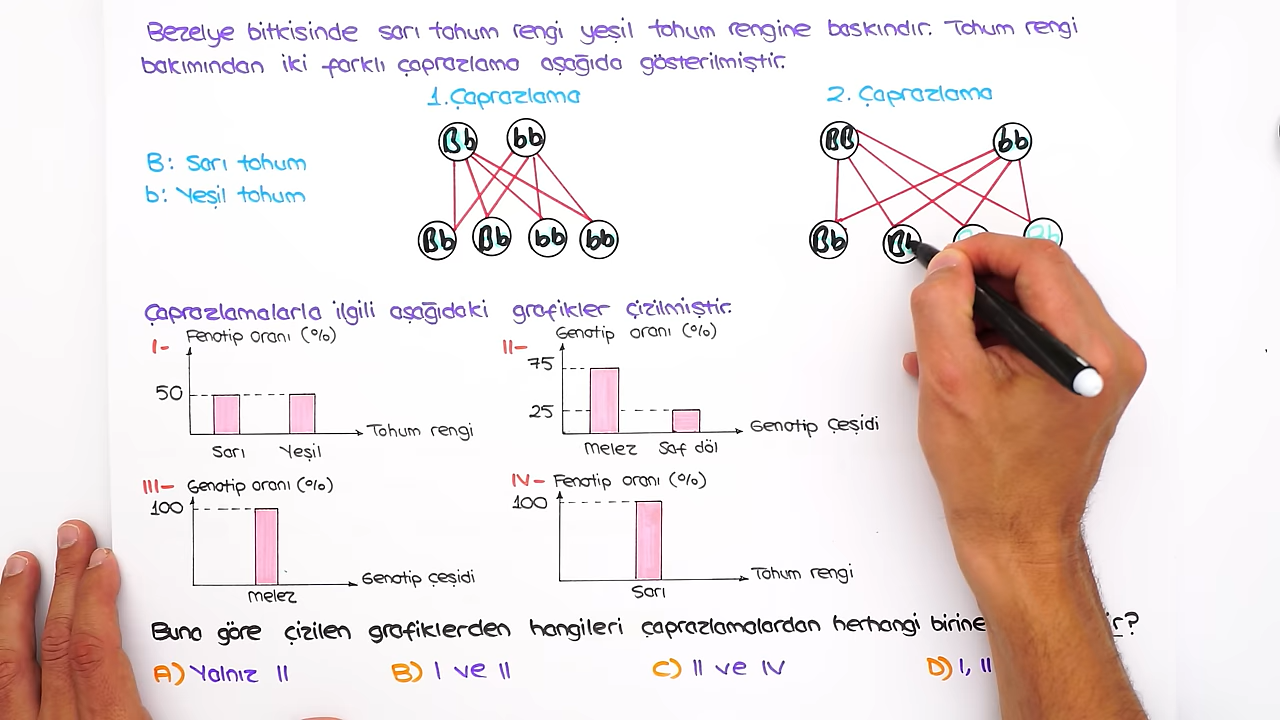 Bezelye bitkisinde sarı tohum rengi yeşil tohum rengine baskındır. Tohum rengi
bakımından iki farklı çaprazlama aşağıda gösterilmiştir.
1. Çaprazlama
2. Çaprazlama
B: Sarı tohum
b: Yeşil tohum
Bb bb
BB bb
Bb Bb bb bb
Bb Bb Bb
Çaprazlamalarla ilgili aşağıdaki grafikler çizilmiştir.
I- Fenotip oranı (%)
50
Sarı Yeşil
Tohum rengi
II- Genotip oranı (%)
75
25
Melez Saf döl
Genotip çeşidi
III- Genotip oranı (%)
100
Melez
Genotip çeşidi
IV- Fenotip oranı (%)
100
Sarı
Tohum rengi
Buna göre çizilen grafiklerden hangileri çaprazlamalardan herhangi birine
A) Yalnız II
B) I ve II
C) II ve IV
D) I, II